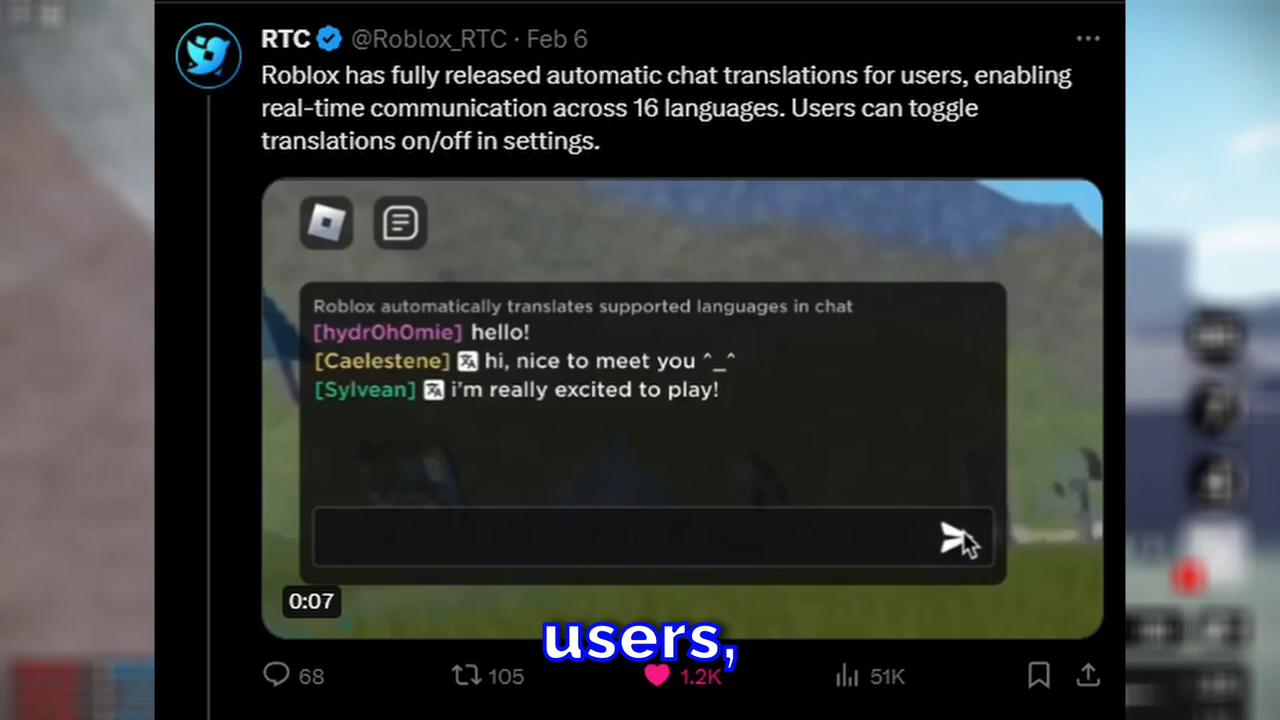 RTC @Roblox_RTC · Feb 6
Roblox has fully released automatic chat translations for users, enabling
real-time communication across 16 languages. Users can toggle
translations on/off in settings.
Roblox automatically translates supported languages in chat
[hydr0h0mie] hello!
[Caelestene] hi, nice to meet you ^_^
[Sylvean] i'm really excited to play!
0:07
users,
68 105 1.2K 51K